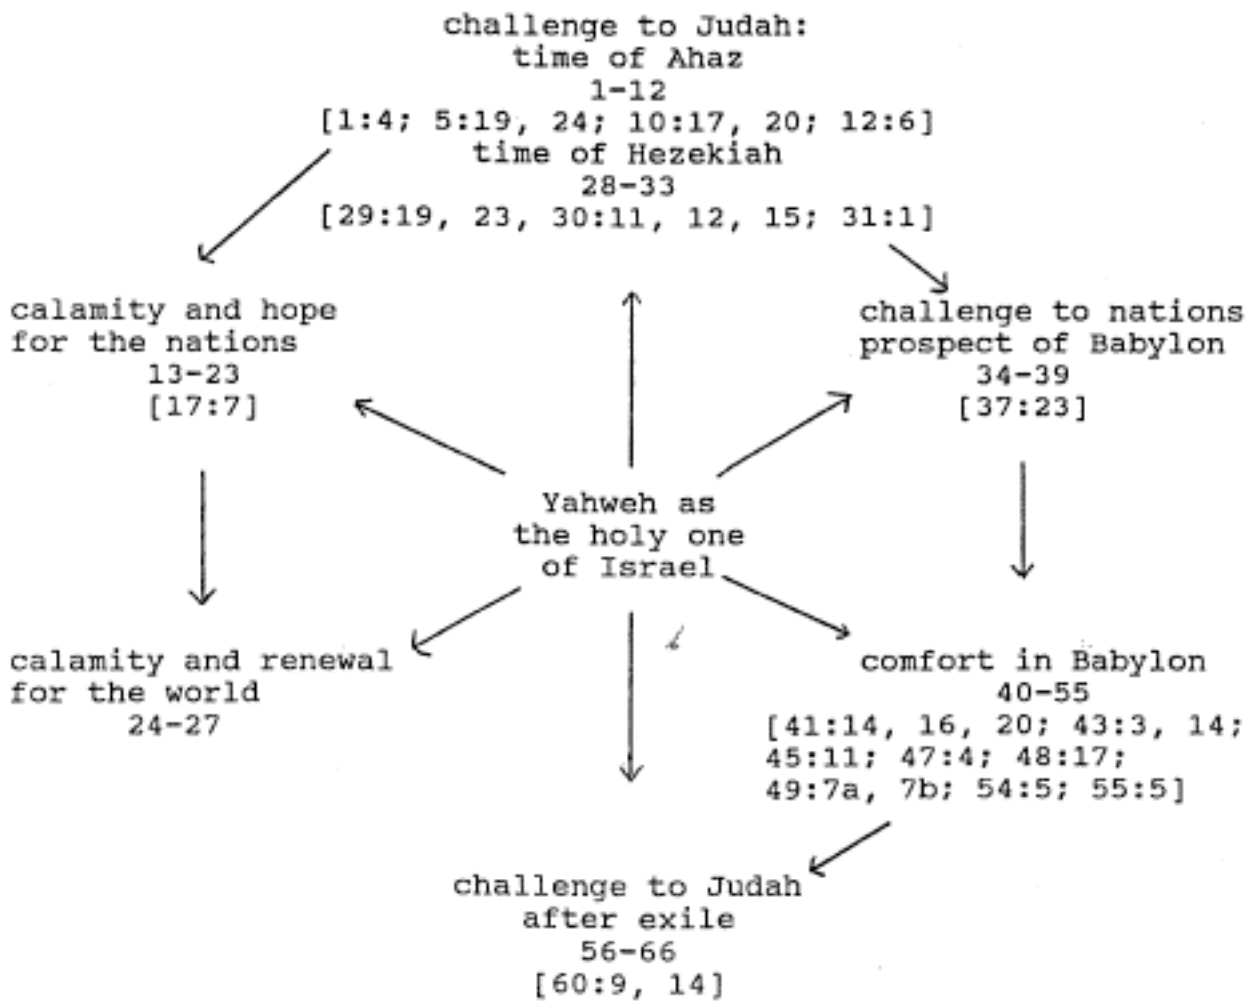 challenge to Judah:
time of Ahaz
1-12
[1:4; 5:19, 24; 10:17, 20; 12:6]
time of Hezekiah
28-33
[29:19, 23, 30:11, 12, 15; 31:1]
calamity and hope
for the nations
13-23
[17:7]
challenge to nations
prospect of Babylon
34-39
[37:23]
Yahweh as
the holy one
of Israel
calamity and renewal
for the world
24-27
comfort in Babylon
40-55
[41:14, 16, 20; 43:3, 14;
45:11; 47:4; 48:17;
49:7a, 7b; 54:5; 55:5]
challenge to Judah
after exile
56-66
[60:9, 14]